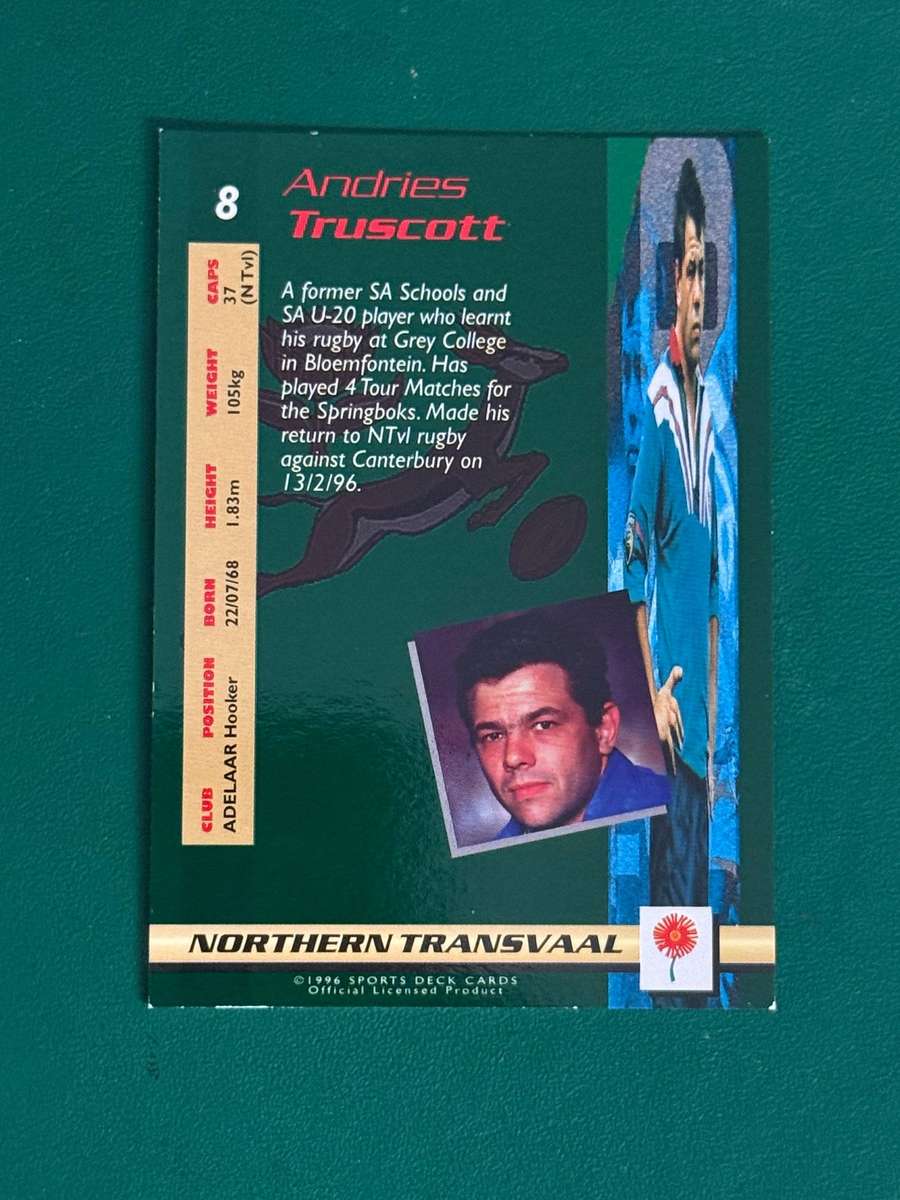 8
Andries
Truscott
A former SA Schools and
SA U-20 player who learnt
his rugby at Grey College
in Bloemfontein. Has
played 4 Tour Matches for
the Springboks. Made his
return to NTvl rugby
against Canterbury on
13/2/96.
CLUB POSITION BORN HEIGHT WEIGHT CAPS
ADELAAR Hooker 22/07/68 1.83m 105kg 37
(N Tvl)
NORTHERN TRANSVAAL
©1996 SPORTS DECK CARDS
Official Licensed Product